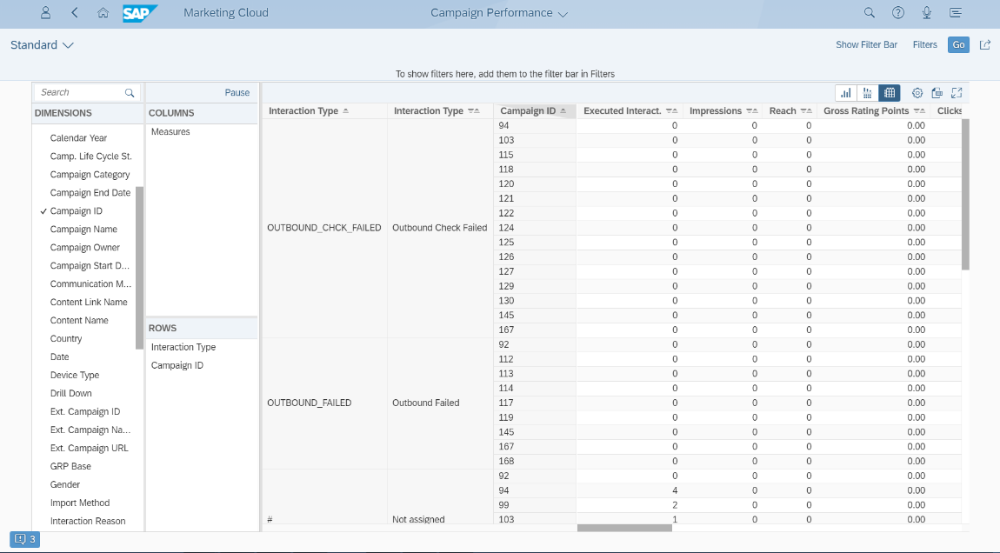 SAP Marketing Cloud Campaign Performance
Standard Show Filter Bar Filters Go
To show filters here, add them to the filter bar in Filters
Search
Pause
DIMENSIONS
Calendar Year
Camp. Life Cycle St.
Campaign Category
Campaign End Date
Campaign ID
Campaign Name
Campaign Owner
Campaign Start D...
Communication M...
Content Link Name
Content Name
Country
Date
Device Type
Drill Down
Ext. Campaign ID
Ext. Campaign Na...
Ext. Campaign URL
GRP Base
Gender
Import Method
Interaction Reason
COLUMNS
Measures
ROWS
Interaction Type
Campaign ID
Interaction Type Interaction Type Campaign ID Executed Interact. Impressions Reach Gross Rating Points Clicks
94 0 0 0 0.00
103 0 0 0 0.00
115 0 0 0 0.00
118 0 0 0 0.00
120 0 0 0 0.00
121 0 0 0 0.00
122 0 0 0 0.00
OUTBOUND_CHCK_FAILED Outbound Check Failed 124 0 0 0 0.00
125 0 0 0 0.00
126 0 0 0 0.00
127 0 0 0 0.00
129 0 0 0 0.00
130 0 0 0 0.00
145 0 0 0 0.00
167 0 0 0 0.00
92 0 0 0 0.00
112 0 0 0 0.00
113 0 0 0 0.00
114 0 0 0 0.00
OUTBOUND_FAILED Outbound Failed 117 0 0 0 0.00
119 0 0 0 0.00
145 0 0 0 0.00
167 0 0 0 0.00
168 0 0 0 0.00
92 0 0 0 0.00
94 4 0 0 0.00
99 2 0 0 0.00
# Not assigned 103 1 0 0 0.00
3